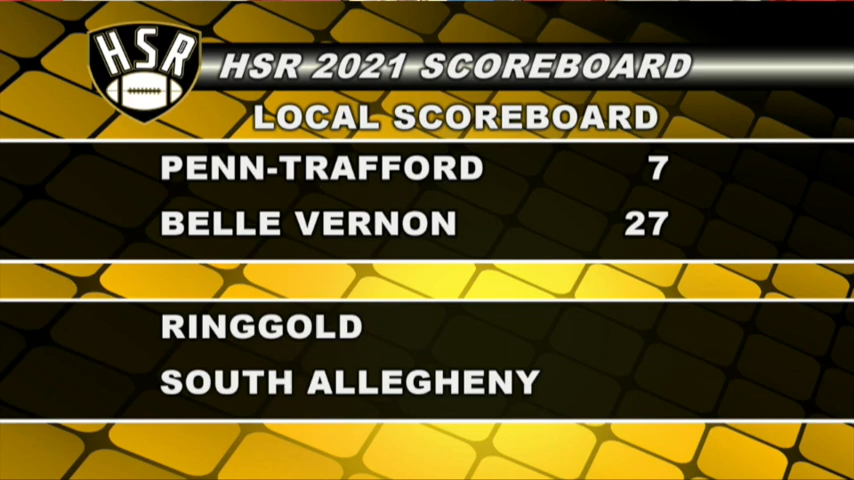 HSR
HSR 2021 SCOREBOARD
LOCAL SCOREBOARD
PENN-TRAFFORD 7
BELLE VERNON 27
RINGGOLD
SOUTH ALLEGHENY